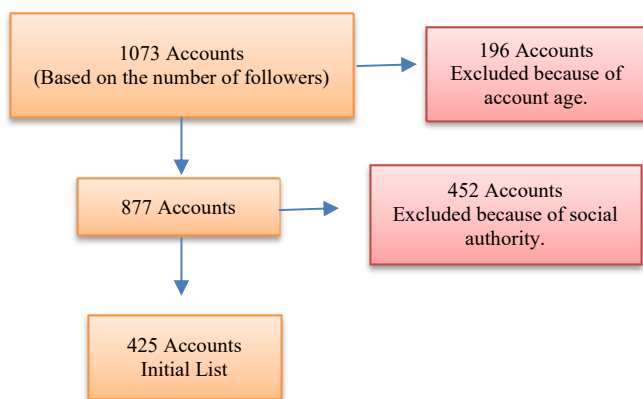 1073 Accounts
(Based on the number of followers)
196 Accounts
Excluded because of
account age.
877 Accounts
452 Accounts
Excluded because of social
authority.
425 Accounts
Initial List